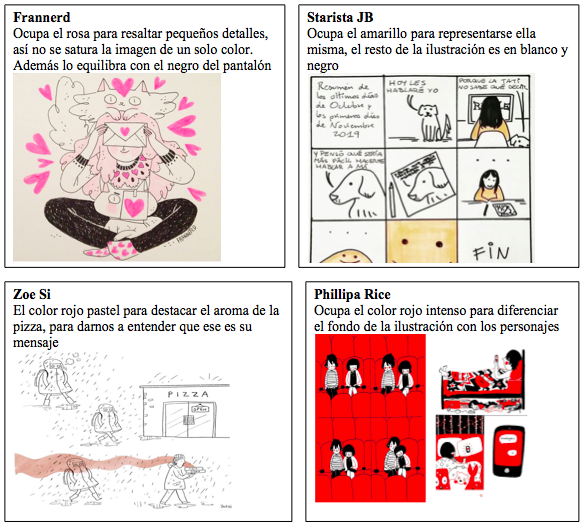 Frannerd
Ocupa el rosa para resaltar pequeños detalles,
así no se satura la imagen de un solo color.
Además lo equilibra con el negro del pantalón
FRANNERD
Starista JB
Ocupa el amarillo para representarse ella
misma, el resto de la ilustración es en blanco y
negro
Resumen de
los últimos días
de Octubre y
los primeros días
de Noviembre
2019
HOY LES
HABLARÉ YO
PORQUE LA TATI
NO SABE QUÉ DECIR
Y PENSÓ QUE SERÍA
MÁS FÁCIL HACERME
HABLAR A MÍ
...
...
FIN
Zoe Si
El color rojo pastel para destacar el aroma de la
pizza, para darnos a entender que ese es su
mensaje
PIZZA
OPEN
Phillipa Rice
Ocupa el color rojo intenso para diferenciar
el fondo de la ilustración con los personajes